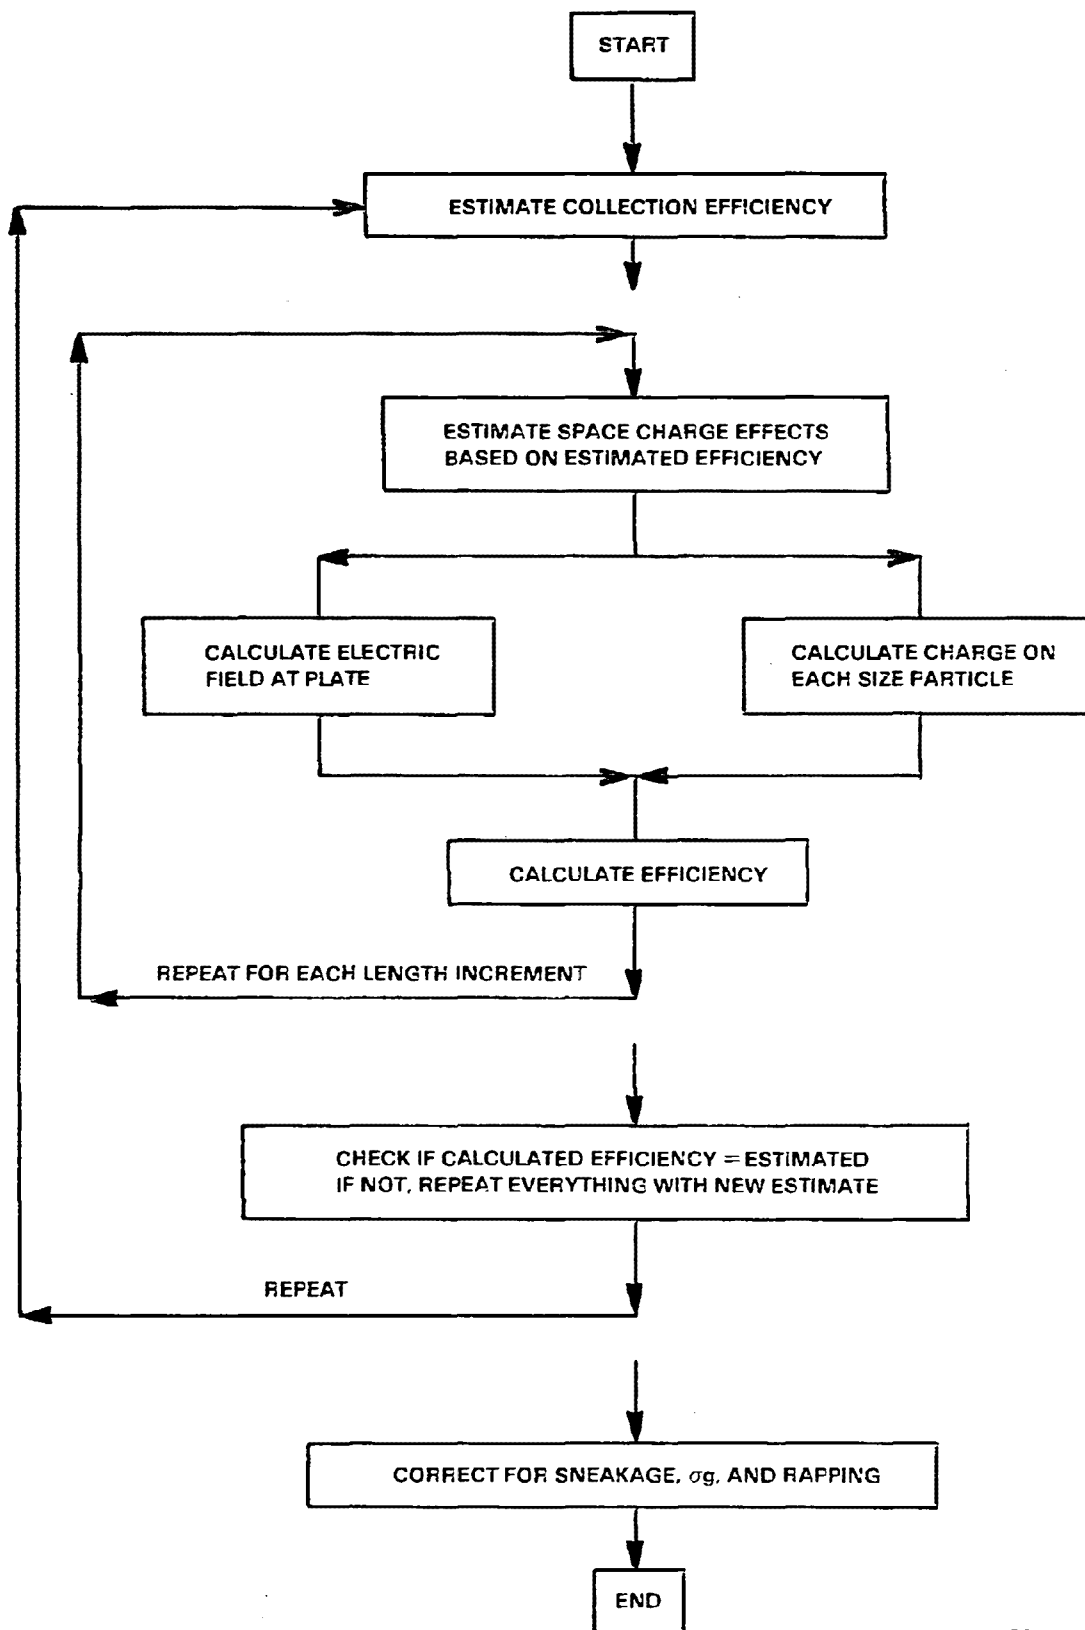 START
ESTIMATE COLLECTION EFFICIENCY
ESTIMATE SPACE CHARGE EFFECTS
BASED ON ESTIMATED EFFICIENCY
CALCULATE ELECTRIC
FIELD AT PLATE
CALCULATE CHARGE ON
EACH SIZE PARTICLE
CALCULATE EFFICIENCY
REPEAT FOR EACH LENGTH INCREMENT
CHECK IF CALCULATED EFFICIENCY = ESTIMATED
IF NOT, REPEAT EVERYTHING WITH NEW ESTIMATE
REPEAT
CORRECT FOR SNEAKAGE, σg, AND RAPPING
END